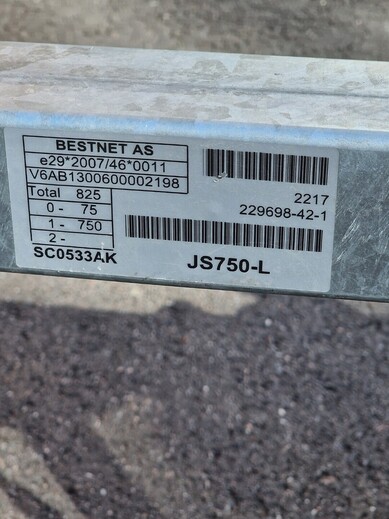 BESTNET AS
e29*2007/46*0011
V6AB1300600002198
Total 825
0 - 75
1 - 750
2 -
SC0533AK
2217
229698-42-1
JS750-L